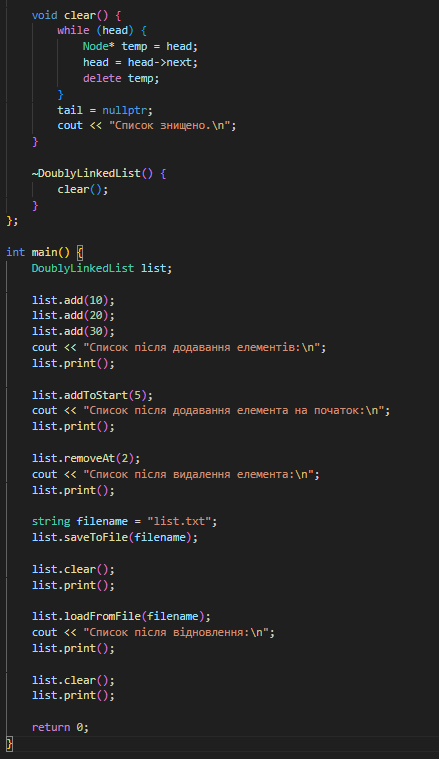 void clear() {
while (head) {
Node* temp = head;
head = head->next;
delete temp;
}
tail = nullptr;
cout << "Список знищено.\n";
}
~DoublyLinkedList() {
clear();
}
};
int main() {
DoublyLinkedList list;
list.add(10);
list.add(20);
list.add(30);
cout << "Список після додавання елементів:\n";
list.print();
list.addToStart(5);
cout << "Список після додавання елемента на початок:\n";
list.print();
list.removeAt(2);
cout << "Список після видалення елемента:\n";
list.print();
string filename = "list.txt";
list.saveToFile(filename);
list.clear();
list.print();
list.loadFromFile(filename);
cout << "Список після відновлення:\n";
list.print();
list.clear();
list.print();
return 0;
}